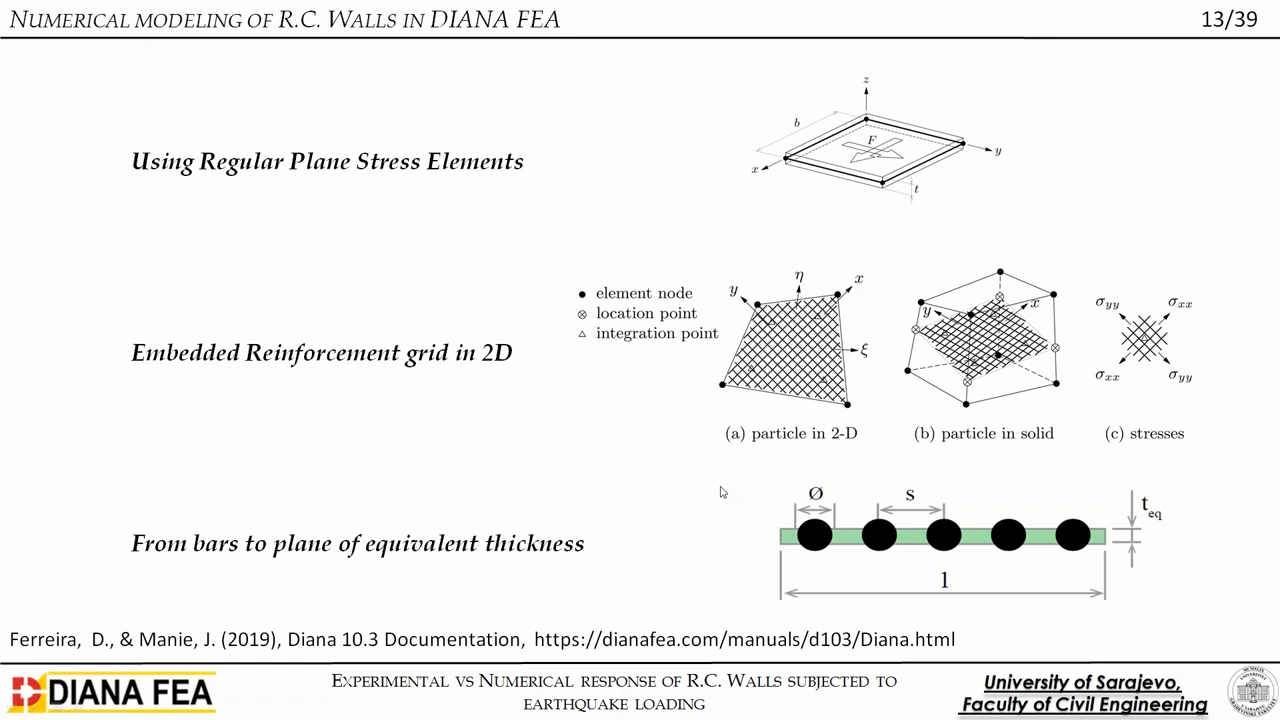 NUMERICAL MODELING OF R.C. WALLS IN DIANA FEA
13/39
z
b
F
y
x
t
Using Regular Plane Stress Elements
element node
location point
integration point
y
η
x
ξ
y
x
σyy
σxx
σxx
σyy
Embedded Reinforcement grid in 2D
(a) particle in 2-D
(b) particle in solid
(c) stresses
Ø
s
teq
l
From bars to plane of equivalent thickness
Ferreira, D., & Manie, J. (2019), Diana 10.3 Documentation, https://dianafea.com/manuals/d103/Diana.html
DIANA FEA
EXPERIMENTAL VS NUMERICAL RESPONSE OF R.C. WALLS SUBJECTED TO
EARTHQUAKE LOADING
University of Sarajevo,
Faculty of Civil Engineering